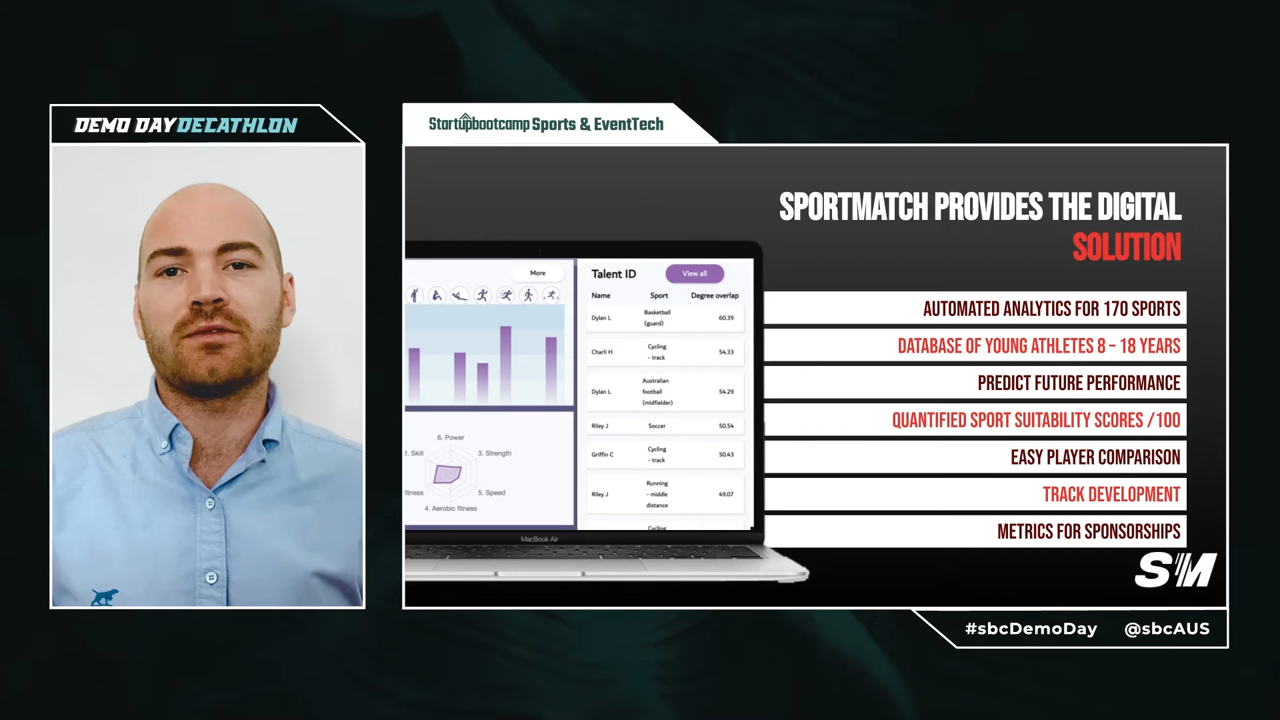 DEMO DAY DECATHLON
Startupbootcamp Sports & EventTech
SPORTMATCH PROVIDES THE DIGITAL
SOLUTION
AUTOMATED ANALYTICS FOR 170 SPORTS
DATABASE OF YOUNG ATHLETES 8 – 18 YEARS
PREDICT FUTURE PERFORMANCE
QUANTIFIED SPORT SUITABILITY SCORES /100
EASY PLAYER COMPARISON
TRACK DEVELOPMENT
METRICS FOR SPONSORSHIPS
More
6. Power
2. Skill
3. Strength
itness
5. Speed
4. Aerobic fitness
Talent ID
View all
Name Sport Degree overlap
Dylan L Basketball (guard) 60.39
Charli H Cycling - track 54.33
Dylan L Australian football (midfielder) 54.29
Riley J Soccer 50.54
Griffin C Cycling - track 50.43
Riley J Running - middle distance 49.07
Cycling
MacBook Air
SM
#sbcDemoDay @sbcAUS